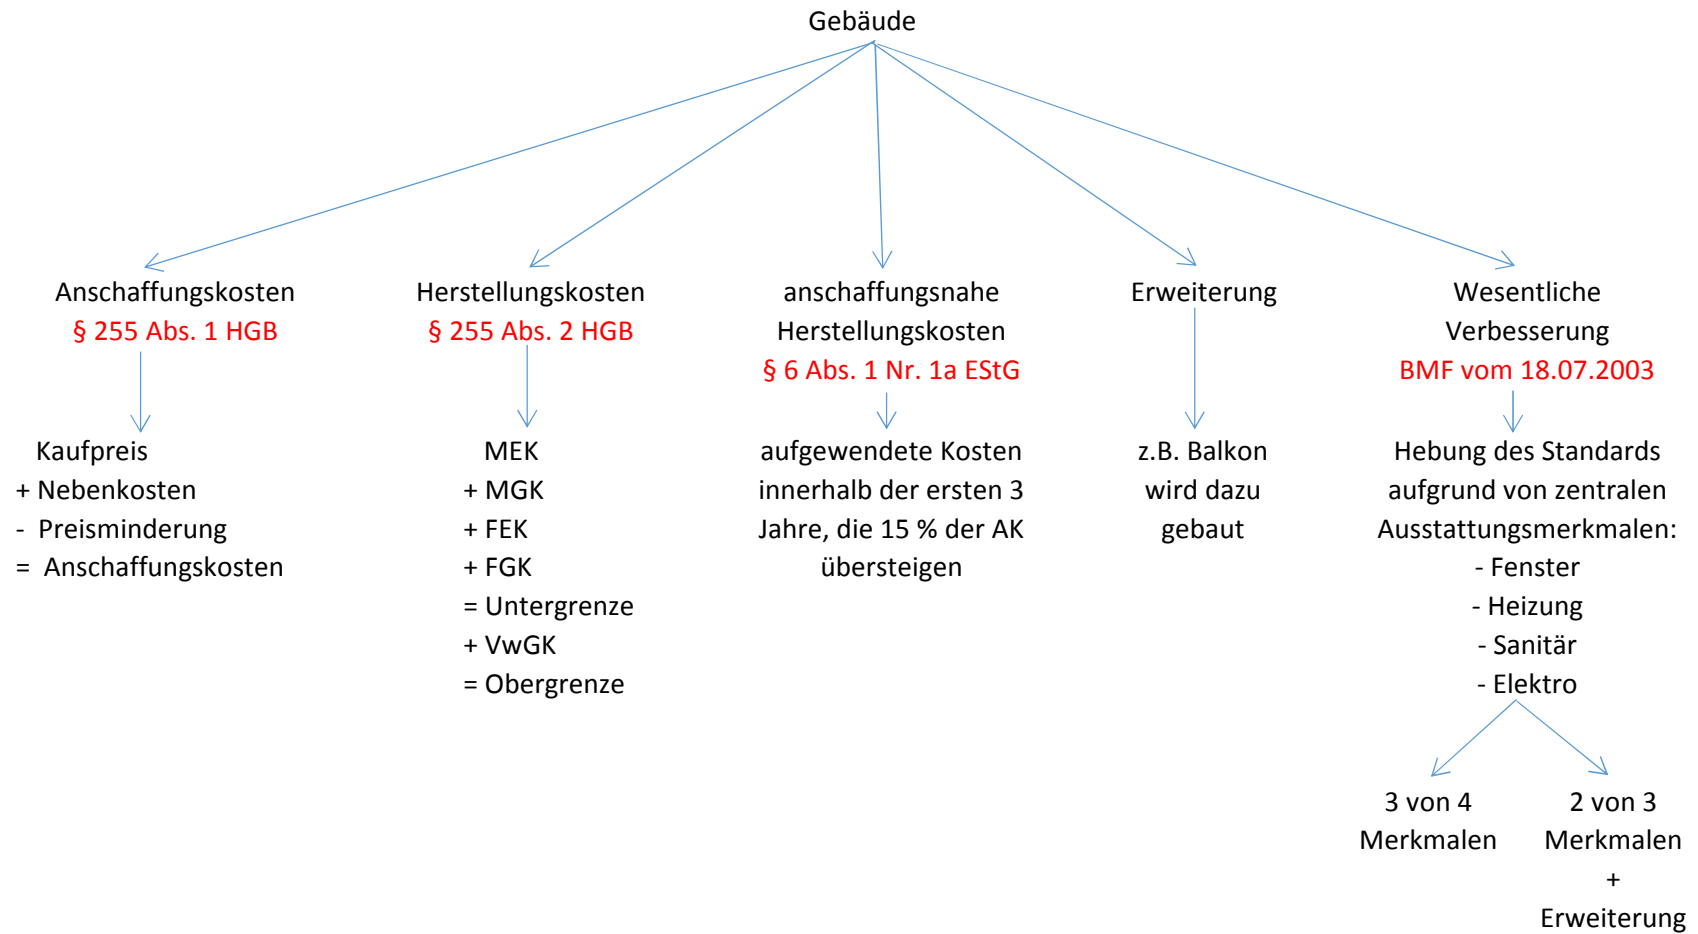 Gebäude
Anschaffungskosten
§ 255 Abs. 1 HGB
Kaufpreis
+ Nebenkosten
- Preisminderung
= Anschaffungskosten
Herstellungskosten
§ 255 Abs. 2 HGB
MEK
+ MGK
+ FEK
+ FGK
= Untergrenze
+ VwGK
= Obergrenze
anschaffungsnahe
Herstellungskosten
§ 6 Abs. 1 Nr. 1a EStG
aufgewendete Kosten
innerhalb der ersten 3
Jahre, die 15 % der AK
übersteigen
Erweiterung
z.B. Balkon
wird dazu
gebaut
Wesentliche
Verbesserung
BMF vom 18.07.2003
Hebung des Standards
aufgrund von zentralen
Ausstattungsmerkmalen:
- Fenster
- Heizung
- Sanitär
- Elektro
3 von 4
Merkmalen
2 von 3
Merkmalen
+
Erweiterung